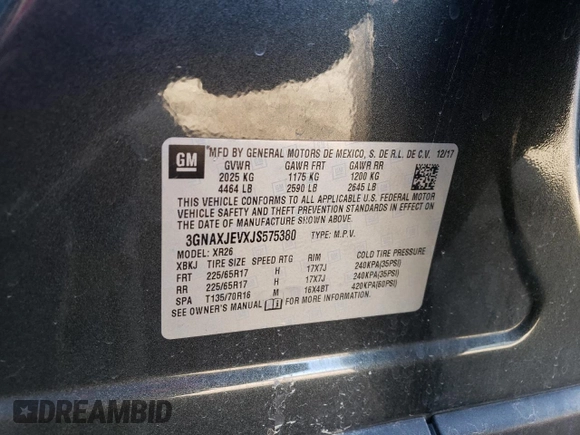 GM
MFD BY GENERAL MOTORS DE MEXICO, S. DE R.L. DE C.V. 12/17
GVWR GAWR FRT GAWR RR
2025 KG 1175 KG 1200 KG
4464 LB 2590 LB 2645 LB
THIS VEHICLE CONFORMS TO ALL APPLICABLE U.S. FEDERAL MOTOR
VEHICLE SAFETY AND THEFT PREVENTION STANDARDS IN EFFECT ON
THE DATE OF MANUFACTURE SHOWN ABOVE.
3GNAXJEVXJS575380 TYPE: M.P.V.
MODEL: XR26
XBKJ TIRE SIZE SPEED RTG RIM COLD TIRE PRESSURE
FRT 225/65R17 H 17X7J 240KPA(35PSI)
RR 225/65R17 H 17X7J 240KPA(35PSI)
SPA T135/70R16 M 16X4BT 420KPA(60PSI)
SEE OWNER'S MANUAL FOR MORE INFORMATION.
DREAMBID